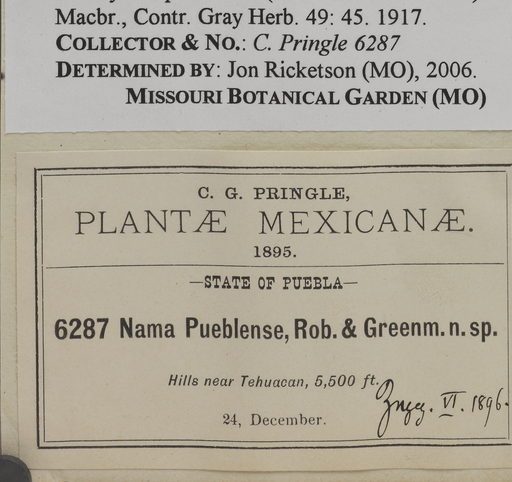 Macbr., Contr. Gray Herb. 49: 45. 1917.
COLLECTOR & NO.: C. Pringle 6287
DETERMINED BY: Jon Ricketson (MO), 2006.
MISSOURI BOTANICAL GARDEN (MO)
C. G. PRINGLE,
PLANTÆ MEXICANÆ.
1895.
—STATE OF PUEBLA—
6287 Nama Pueblense, Rob. & Greenm. n. sp.
Hills near Tehuacan, 5,500 ft.
VI. 1896.
24, December.